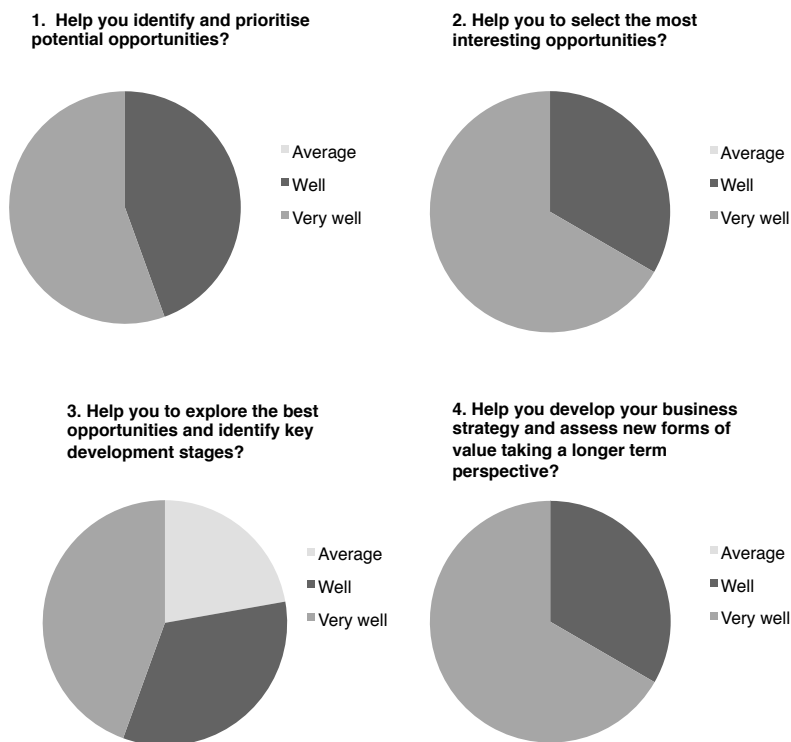 1. Help you identify and prioritise
potential opportunities?
Average
Well
Very well
2. Help you to select the most
interesting opportunities?
Average
Well
Very well
3. Help you to explore the best
opportunities and identify key
development stages?
Average
Well
Very well
4. Help you develop your business
strategy and assess new forms of
value taking a longer term
perspective?
Average
Well
Very well